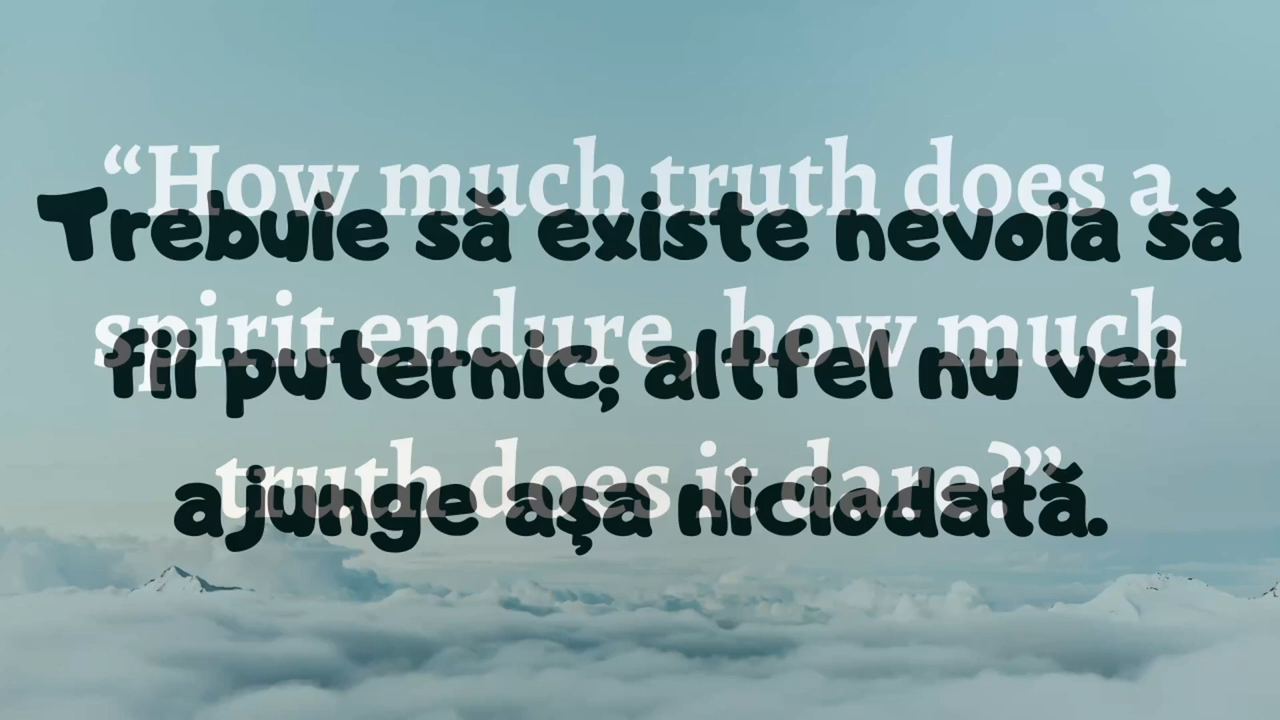 “How much truth does a
Trebuie să existe nevoia să
spirit endure, how much
fii puternic; altfel nu vei
truth does it dare?”
ajunge așa niciodată.